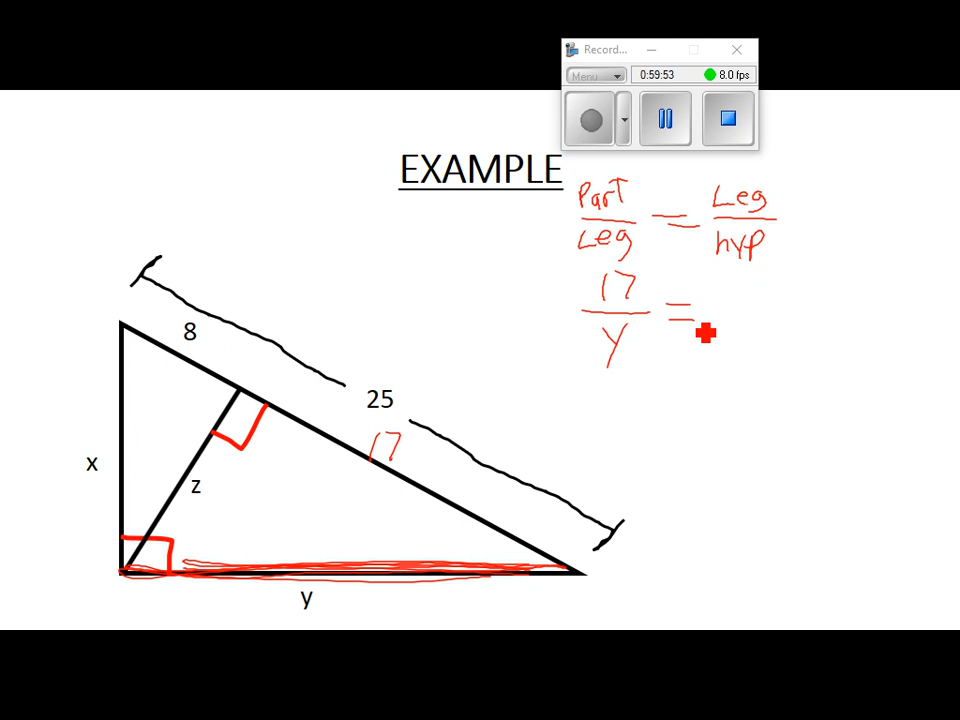 Record...
Menu
0:59:53
8.0 fps
EXAMPLE
Part = Leg
Leg hyp
17
y =
8
25
17
x
z
y